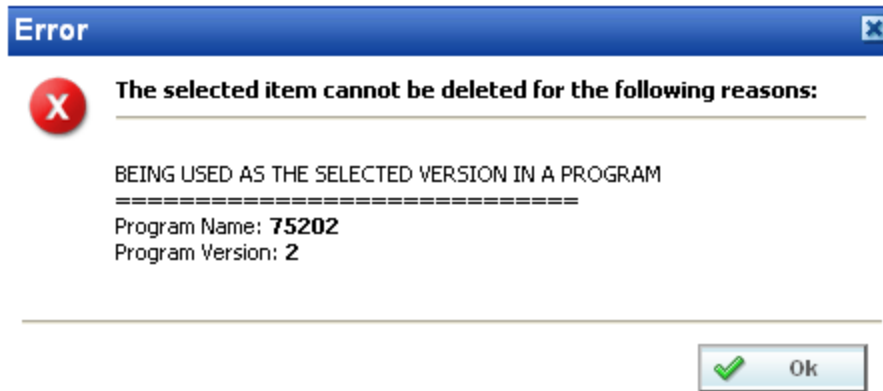 Error
The selected item cannot be deleted for the following reasons:
BEING USED AS THE SELECTED VERSION IN A PROGRAM
=============================
Program Name: 75202
Program Version: 2
Ok